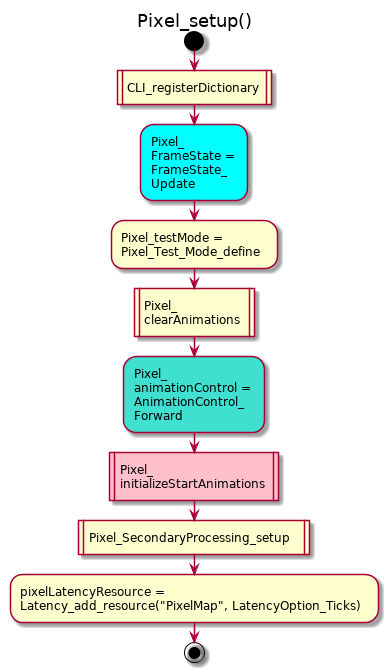 Pixel_setup()
CLI_registerDictionary
Pixel_
FrameState =
FrameState_
Update
Pixel_testMode =
Pixel_Test_Mode_define
Pixel_
clearAnimations
Pixel_
animationControl =
AnimationControl_
Forward
Pixel_
initializeStartAnimations
Pixel_SecondaryProcessing_setup
pixelLatencyResource =
Latency_add_resource("PixelMap", LatencyOption_Ticks)